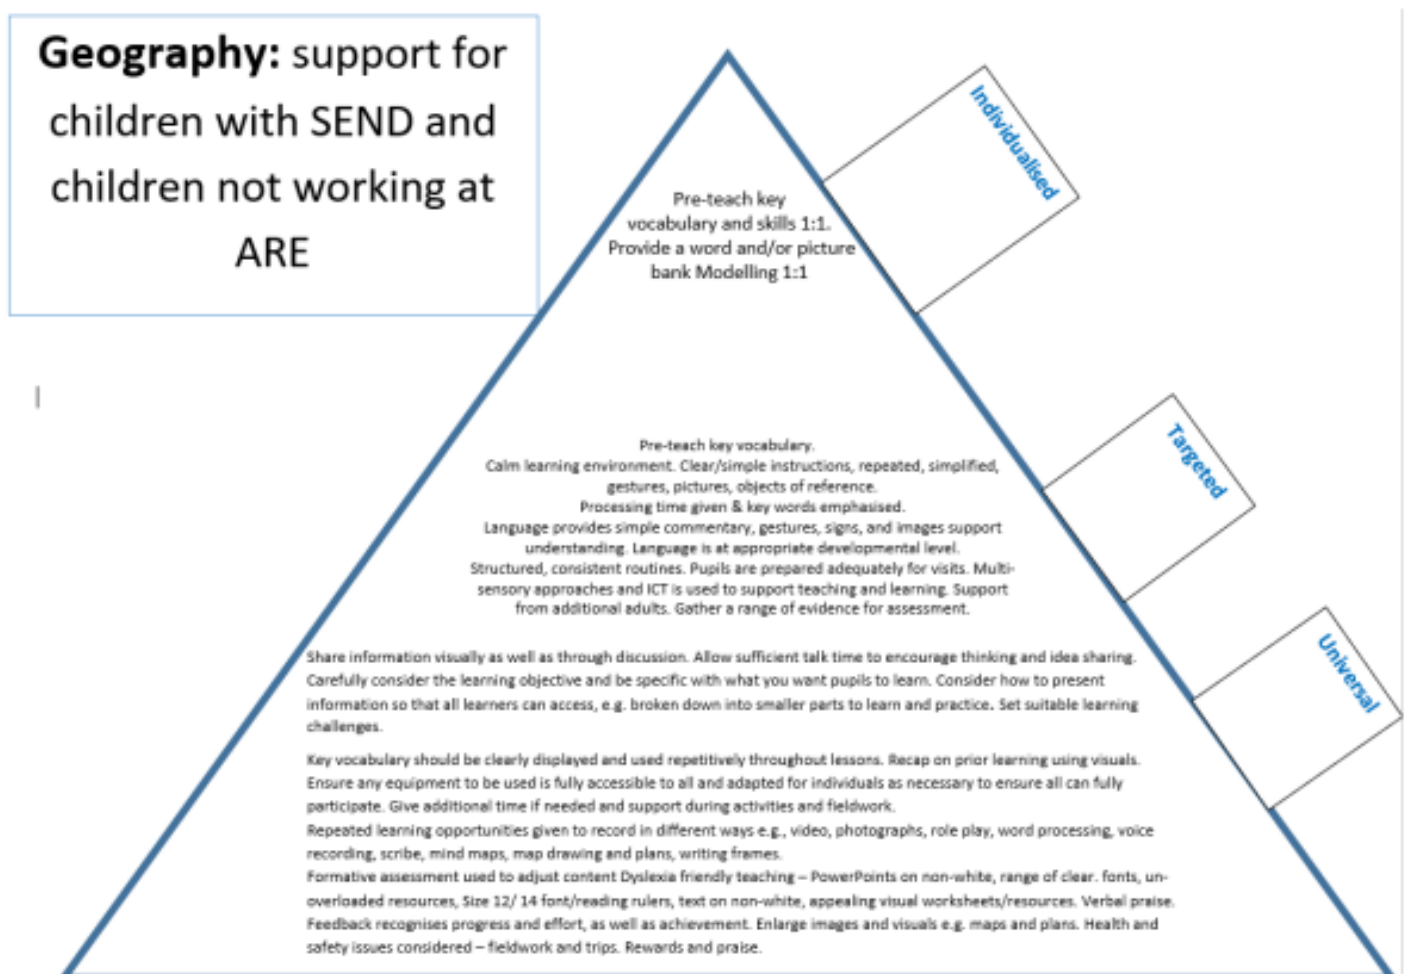 Geography: support for
children with SEND and
children not working at
ARE
Individualised
Pre-teach key
vocabulary and skills 1:1.
Provide a word and/or picture
bank Modelling 1:1
Targeted
Pre-teach key vocabulary.
Calm learning environment. Clear/simple instructions, repeated, simplified,
gestures, pictures, objects of reference.
Processing time given & key words emphasised.
Language provides simple commentary, gestures, signs, and images support
understanding. Language is at appropriate developmental level.
Structured, consistent routines. Pupils are prepared adequately for visits. Multi-
sensory approaches and ICT is used to support teaching and learning. Support
from additional adults. Gather a range of evidence for assessment.
Universal
Share information visually as well as through discussion. Allow sufficient talk time to encourage thinking and idea sharing.
Carefully consider the learning objective and be specific with what you want pupils to learn. Consider how to present
information so that all learners can access, e.g. broken down into smaller parts to learn and practice. Set suitable learning
challenges.
Key vocabulary should be clearly displayed and used repetitively throughout lessons. Recap on prior learning using visuals.
Ensure any equipment to be used is fully accessible to all and adapted for individuals as necessary to ensure all can fully
participate. Give additional time if needed and support during activities and fieldwork.
Repeated learning opportunities given to record in different ways e.g., video, photographs, role play, word processing, voice
recording, scribe, mind maps, map drawing and plans, writing frames.
Formative assessment used to adjust content Dyslexia friendly teaching – PowerPoints on non-white, range of clear. fonts, un-
overloaded resources, Size 12/ 14 font/reading rulers, text on non-white, appealing visual worksheets/resources. Verbal praise.
Feedback recognises progress and effort, as well as achievement. Enlarge images and visuals e.g. maps and plans. Health and
safety issues considered – fieldwork and trips. Rewards and praise.